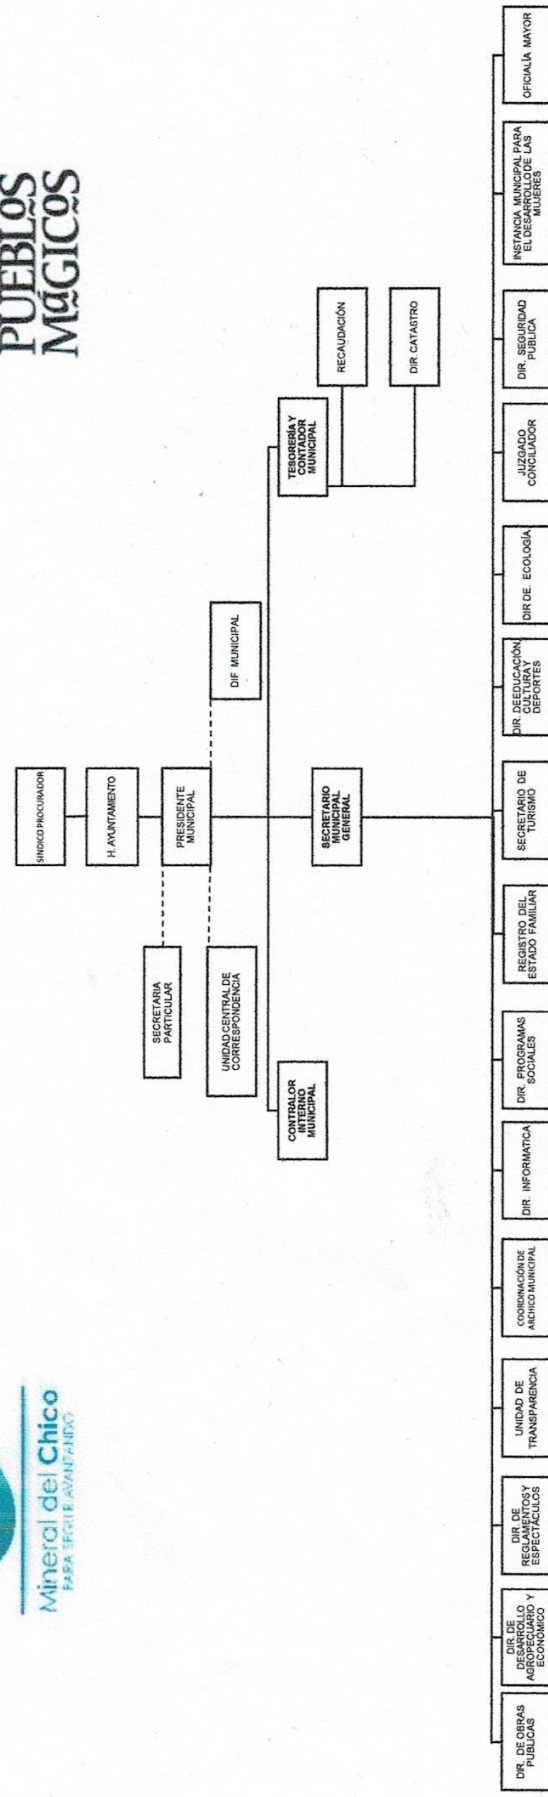 Mineral del Chico
PARA SEGUIR AVANZANDO
PUEBLOS
MáGICOS
SINDICO PROCURADOR
H. AYUNTAMIENTO
SECRETARIA
PARTICULAR
PRESIDENTE
MUNICIPAL
UNIDAD CENTRAL DE
CORRESPONDENCIA
DIF MUNICIPAL
CONTRALOR
INTERNO
MUNICIPAL
SECRETARIO
MUNICIPAL
GENERAL
TESORERÍA Y
CONTADOR
MUNICIPAL
RECAUDACIÓN
DIR. CATASTRO
DIR. DE OBRAS
PUBLICAS
DIR. DE
DESARROLLO
AGROPECUARIO Y
ECONÓMICO
DIR. DE
REGLAMENTOS Y
ESPECTÁCULOS
UNIDAD DE
TRANSPARENCIA
COORDINACIÓN DE
ARCHICO MUNICIPAL
DIR. INFORMATICA
DIR. PROGRAMAS
SOCIALES
REGISTRO DEL
ESTADO FAMILIAR
SECRETARIO DE
TURISMO
DIR. DE EDUCACIÓN,
CULTURA Y
DEPORTES
DIR DE. ECOLOGÍA
JUZGADO
CONCILIADOR
DIR. SEGURIDAD
PUBLICA
INSTANCIA MUNICIPAL PARA
EL DESARROLLO DE LAS
MUJERES
OFICIALÍA MAYOR